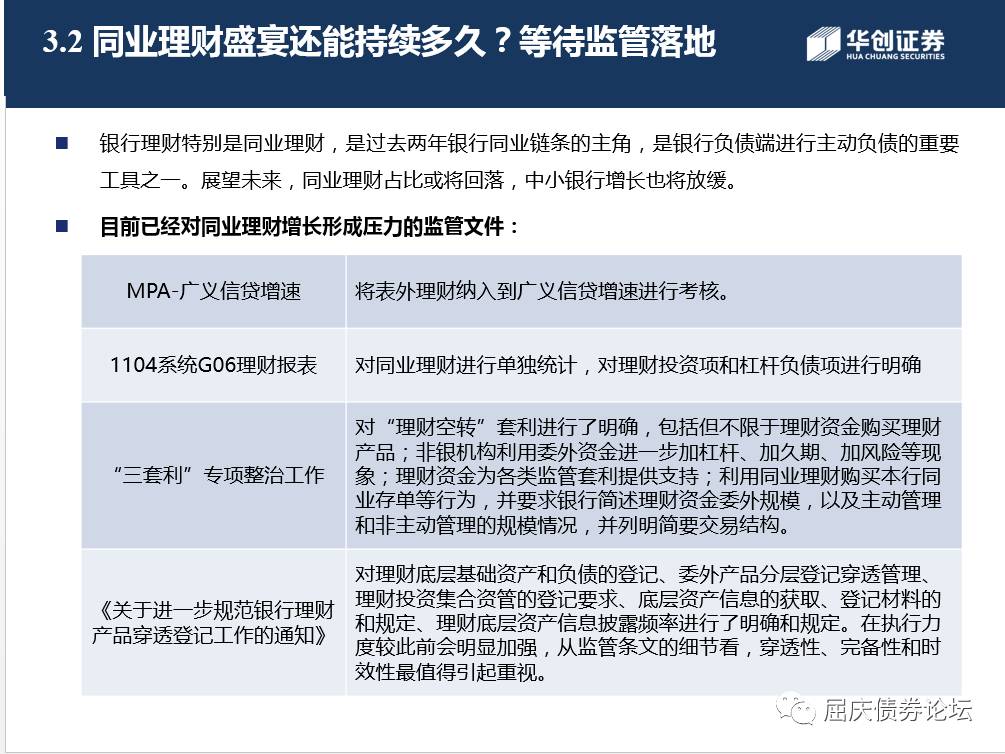 3.2 同业理财盛宴还能持续多久？等待监管落地
华创证券
HUA CHUANG SECURITIES
银行理财特别是同业理财，是过去两年银行同业链条的主角，是银行负债端进行主动负债的重要
工具之一。展望未来，同业理财占比或将回落，中小银行增长也将放缓。
目前已经对同业理财增长形成压力的监管文件：
MPA-广义信贷增速
将表外理财纳入到广义信贷增速进行考核。
1104系统G06理财报表
对同业理财进行单独统计，对理财投资项和杠杆负债项进行明确
“三套利”专项整治工作
对“理财空转”套利进行了明确，包括但不限于理财资金购买理财
产品；非银机构利用委外资金进一步加杠杆、加久期、加风险等现
象；理财资金为各类监管套利提供支持；利用同业理财购买本行同
业存单等行为，并要求银行简述理财资金委外规模，以及主动管理
和非主动管理的规模情况，并列明简要交易结构。
《关于进一步规范银行理财
产品穿透登记工作的通知》
对理财底层基础资产和负债的登记、委外产品分层登记穿透管理、
理财投资集合资管的登记要求、底层资产信息的获取、登记材料的
和规定、理财底层资产信息披露频率进行了明确和规定。在执行力
度较此前会明显加强，从监管条文的细节看，穿透性、完备性和时
效性最值得引起重视。
屈庆债券论坛